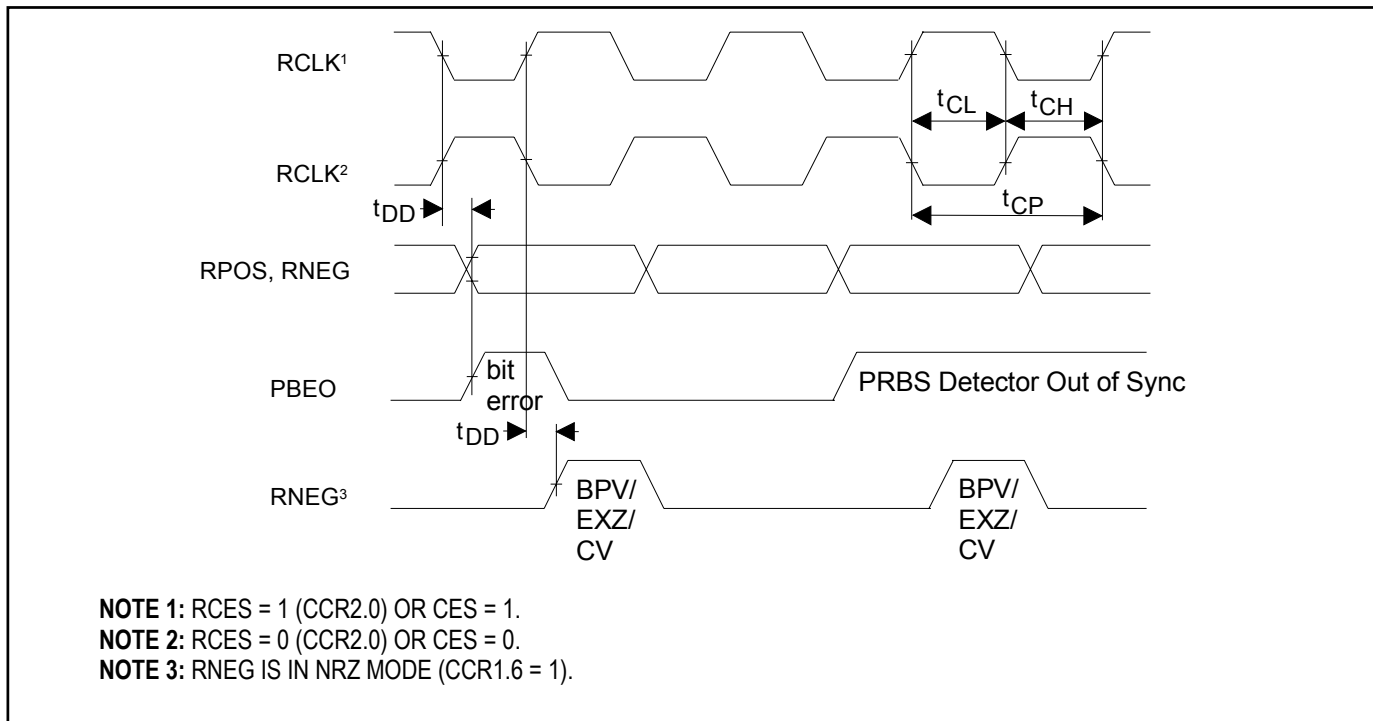 RCLK¹
tCL tCH
RCLK²
tDD
tCP
RPOS, RNEG
PBEO
bit
error
PRBS Detector Out of Sync
tDD
RNEG³
BPV/
EXZ/
CV
BPV/
EXZ/
CV
NOTE 1: RCES = 1 (CCR2.0) OR CES = 1.
NOTE 2: RCES = 0 (CCR2.0) OR CES = 0.
NOTE 3: RNEG IS IN NRZ MODE (CCR1.6 = 1).